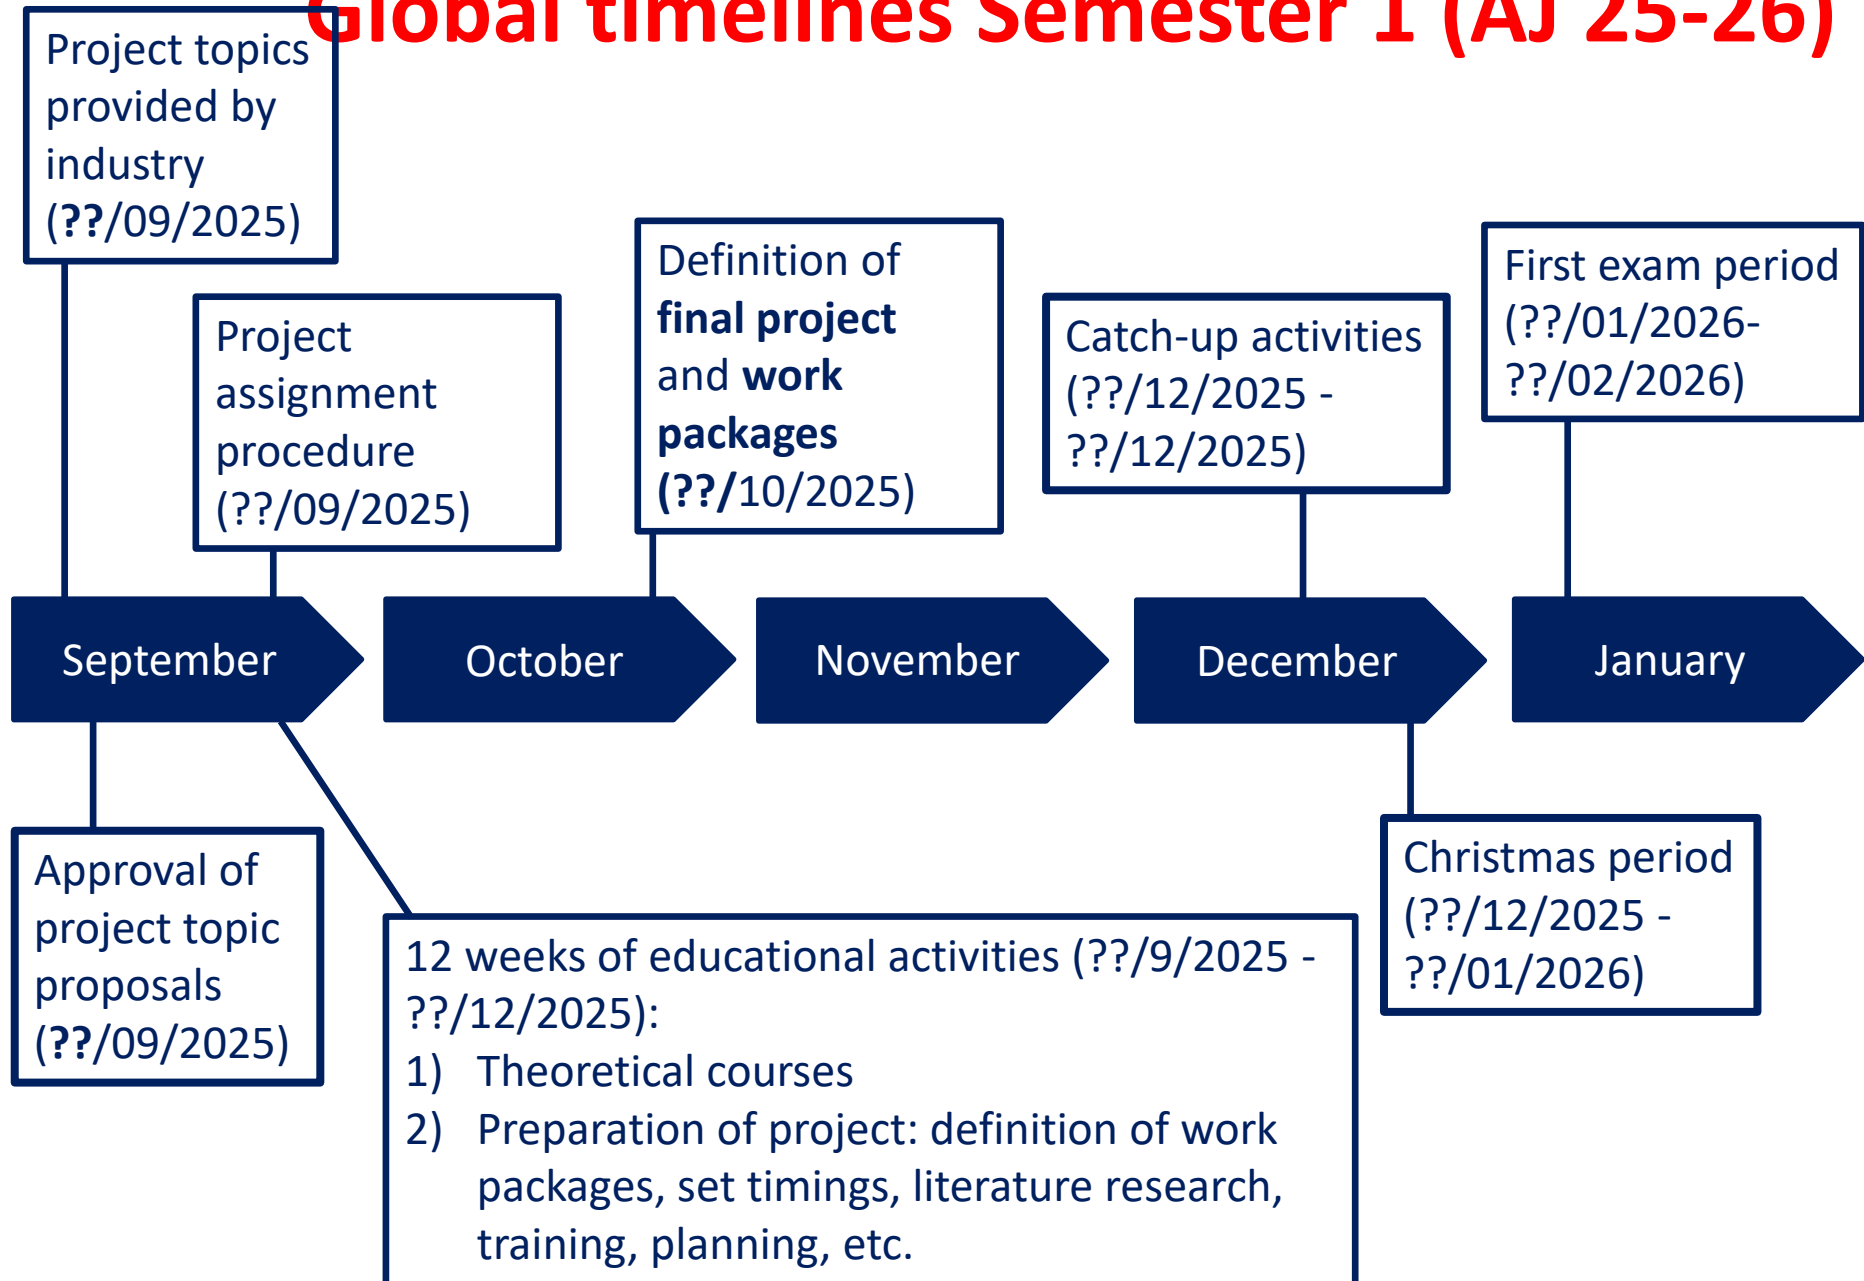 Global timelines Semester 1 (AJ 25-26)
Project topics
provided by
industry
(??/09/2025)
Project
assignment
procedure
(??/09/2025)
Definition of
final project
and work
packages
(??/10/2025)
Catch-up activities
(??/12/2025 -
??/12/2025)
First exam period
(??/01/2026-
??/02/2026)
September
October
November
December
January
Approval of
project topic
proposals
(??/09/2025)
12 weeks of educational activities (??/9/2025 -
??/12/2025):
1) Theoretical courses
2) Preparation of project: definition of work
packages, set timings, literature research,
training, planning, etc.
Christmas period
(??/12/2025 -
??/01/2026)